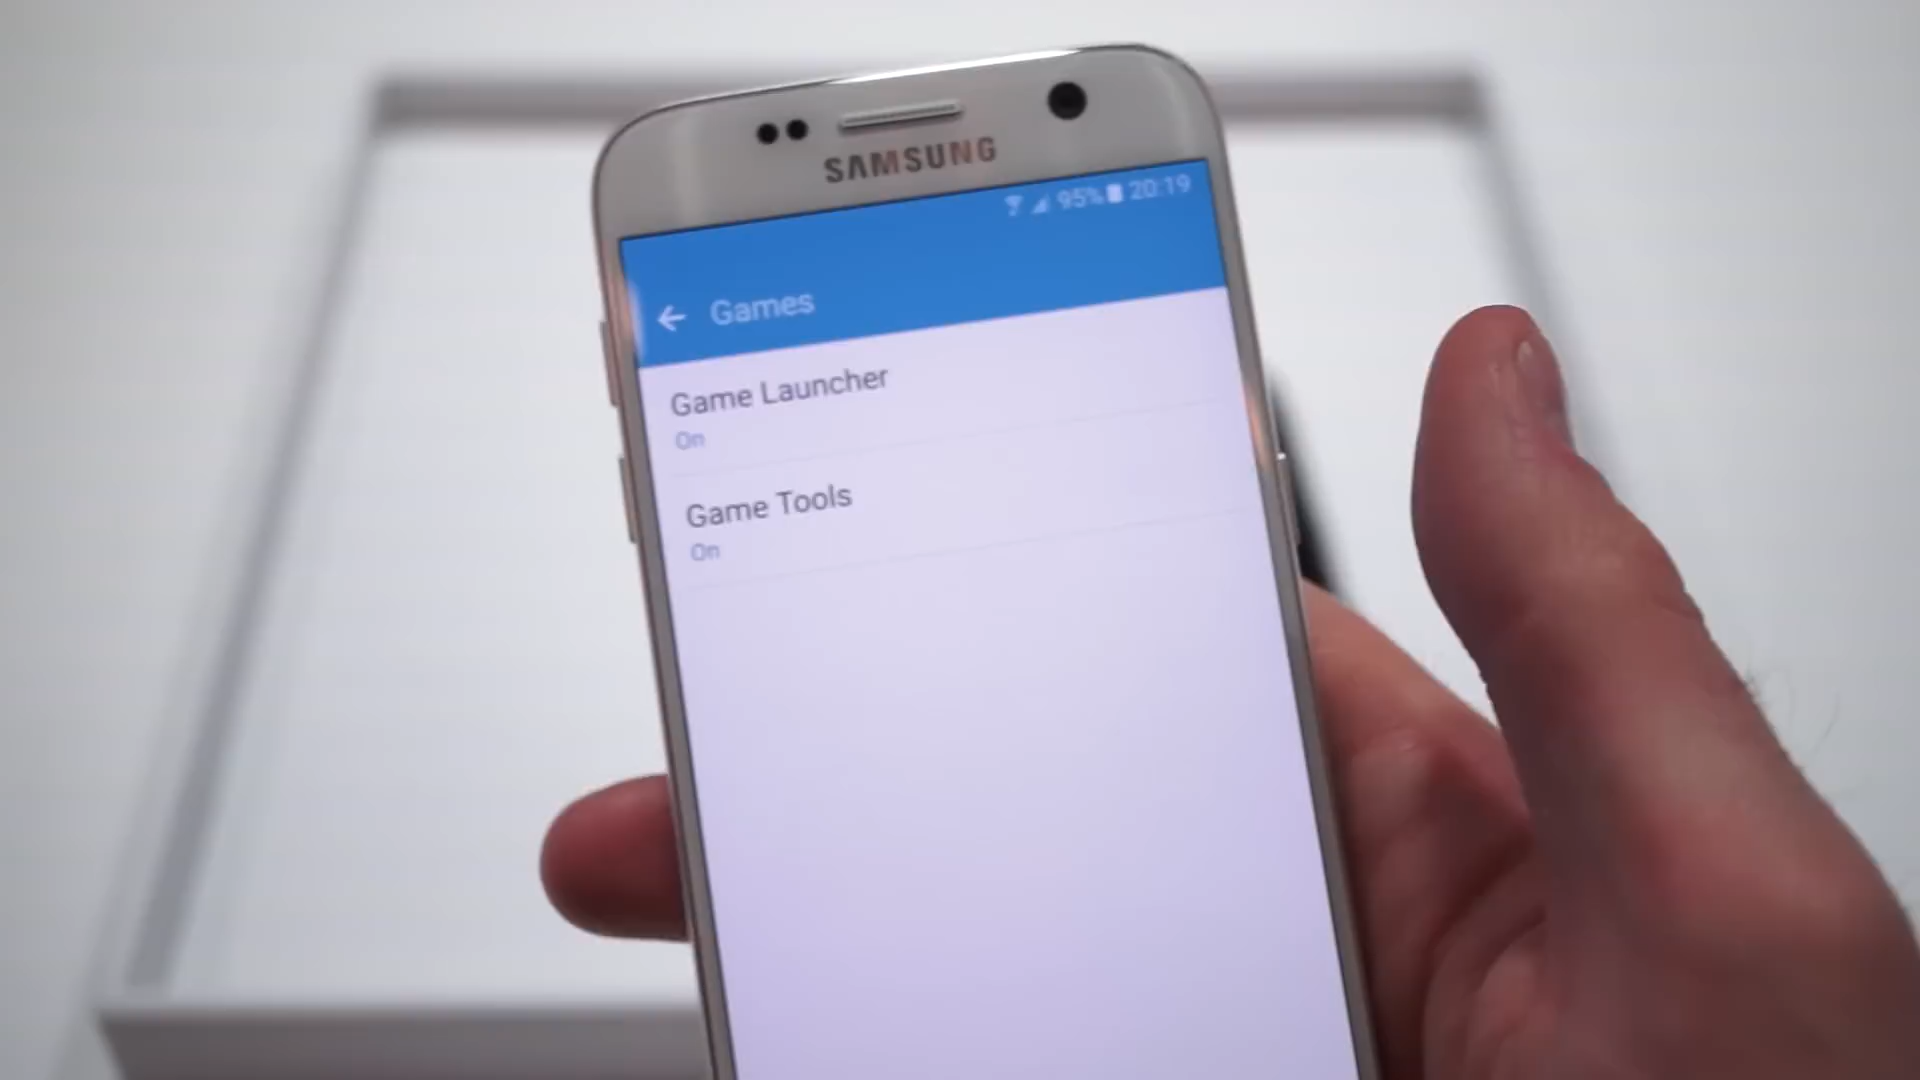 SAMSUNG
95% 20:19
Games
Game Launcher
On
Game Tools
On